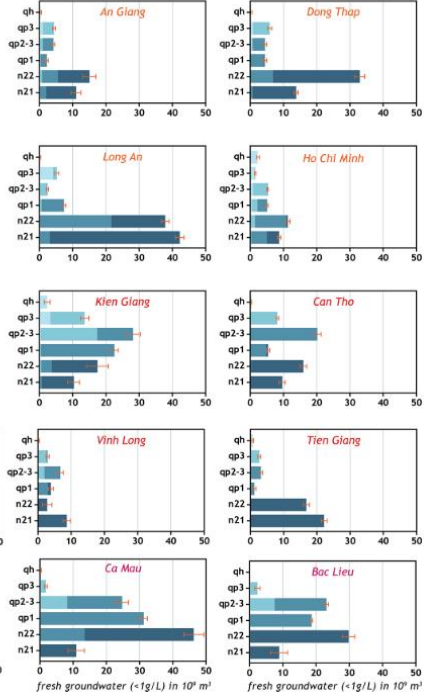 An Giang
qh
qp3
qp2-3
qp1
n22
n21
0 10 20 30 40 50
Dong Thap
qh
qp3
qp2-3
qp1
n22
n21
0 10 20 30 40 50
Long An
qh
qp3
qp2-3
qp1
n22
n21
0 10 20 30 40 50
Ho Chi Minh
qh
qp3
qp2-3
qp1
n22
n21
0 10 20 30 40 50
Kien Giang
qh
qp3
qp2-3
qp1
n22
n21
0 10 20 30 40 50
Can Tho
qh
qp3
qp2-3
qp1
n22
n21
0 10 20 30 40 50
Vinh Long
qh
qp3
qp2-3
qp1
n22
n21
0 10 20 30 40 50
Tien Giang
qh
qp3
qp2-3
qp1
n22
n21
0 10 20 30 40 50
Ca Mau
qh
qp3
qp2-3
qp1
n22
n21
0 10 20 30 40 50
fresh groundwater (<1g/L) in 10⁹ m³
Bac Lieu
qh
qp3
qp2-3
qp1
n22
n21
0 10 20 30 40 50
fresh groundwater (<1g/L) in 10⁹ m³